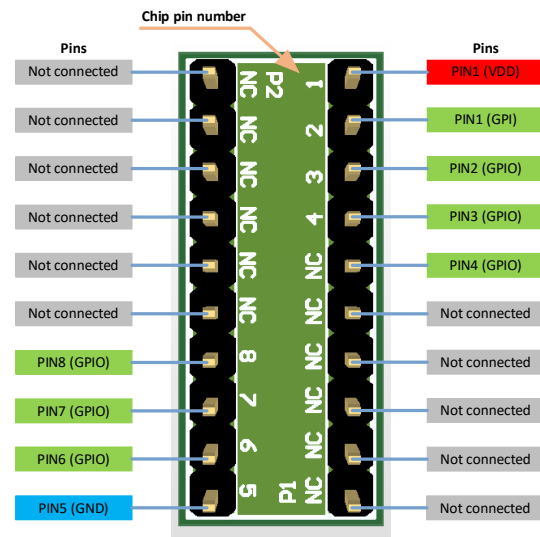 Chip pin number
Pins
Not connected
Not connected
Not connected
Not connected
Not connected
Not connected
PIN8 (GPIO)
PIN7 (GPIO)
PIN6 (GPIO)
PIN5 (GND)
NC
NC
NC
NC
NC
NC
8
7
6
5
P2
P1
1
2
3
4
NC
NC
NC
NC
NC
NC
Pins
PIN1 (VDD)
PIN1 (GPI)
PIN2 (GPIO)
PIN3 (GPIO)
PIN4 (GPIO)
Not connected
Not connected
Not connected
Not connected
Not connected